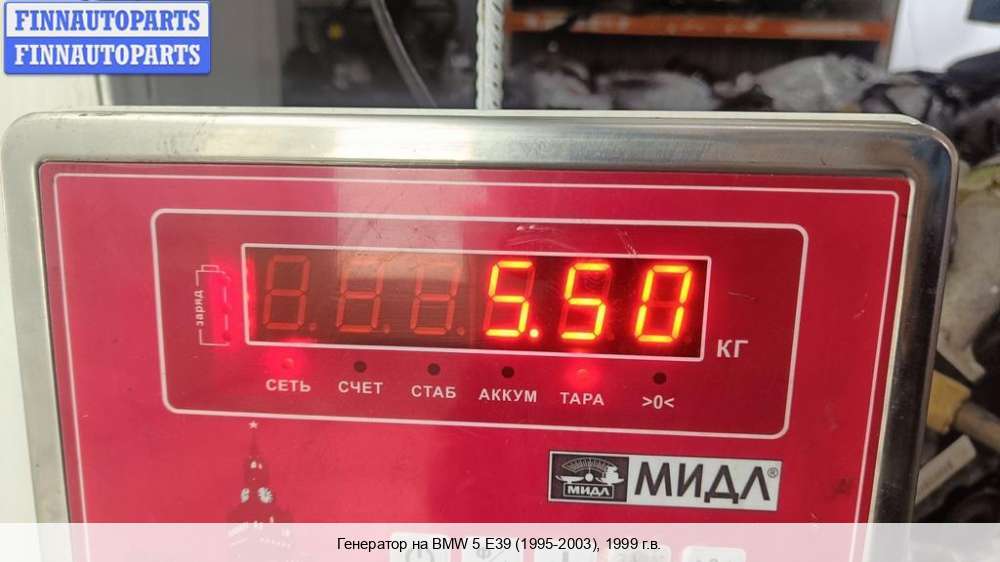 FINNAUTOPARTS
FINNAUTOPARTS
заряд
5.50
КГ
СЕТЬ СЧЕТ СТАБ АККУМ ТАРА >0<
МИДЛ МИДЛ®
Генератор на BMW 5 E39 (1995-2003), 1999 г.в.